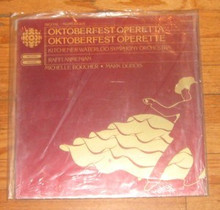 OKTOBERFEST OPERETTA
OKTOBERFEST OPERETTE
KITCHENER-WATERLOO SYMPHONY ORCHESTRA
RAFFI ARMENIAN
MICHELLE BOUCHER • MARK DUBOIS